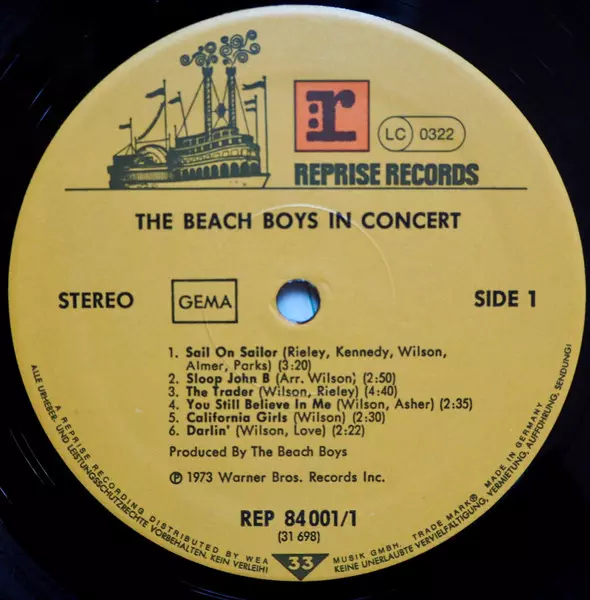 r
LC 0322
REPRISE RECORDS
THE BEACH BOYS IN CONCERT
STEREO
GEMA
SIDE 1
1. Sail On Sailor (Rieley, Kennedy, Wilson,
Almer, Parks) (3:20)
2. Sloop John B (Arr. Wilson) (2:50)
3. The Trader (Wilson, Rieley) (4:40)
4. You Still Believe In Me (Wilson, Asher) (2:35)
5. California Girls (Wilson) (2:30)
6. Darlin' (Wilson, Love) (2:22)
Produced By The Beach Boys
℗ 1973 Warner Bros. Records Inc.
REP 84 001/1
(31 698)
33
A REPRISE RECORDING DISTRIBUTED BY WEA MUSIK GMBH. TRADE MARK® MADE IN GERMANY
ALLE URHEBER- UND LEISTUNGSSCHUTZRECHTE VORBEHALTEN. KEIN VERLEIH! KEINE UNERLAUBTE VERVIELFÄLTIGUNG, VERMIETUNG, AUFFÜHRUNG, SENDUNG!